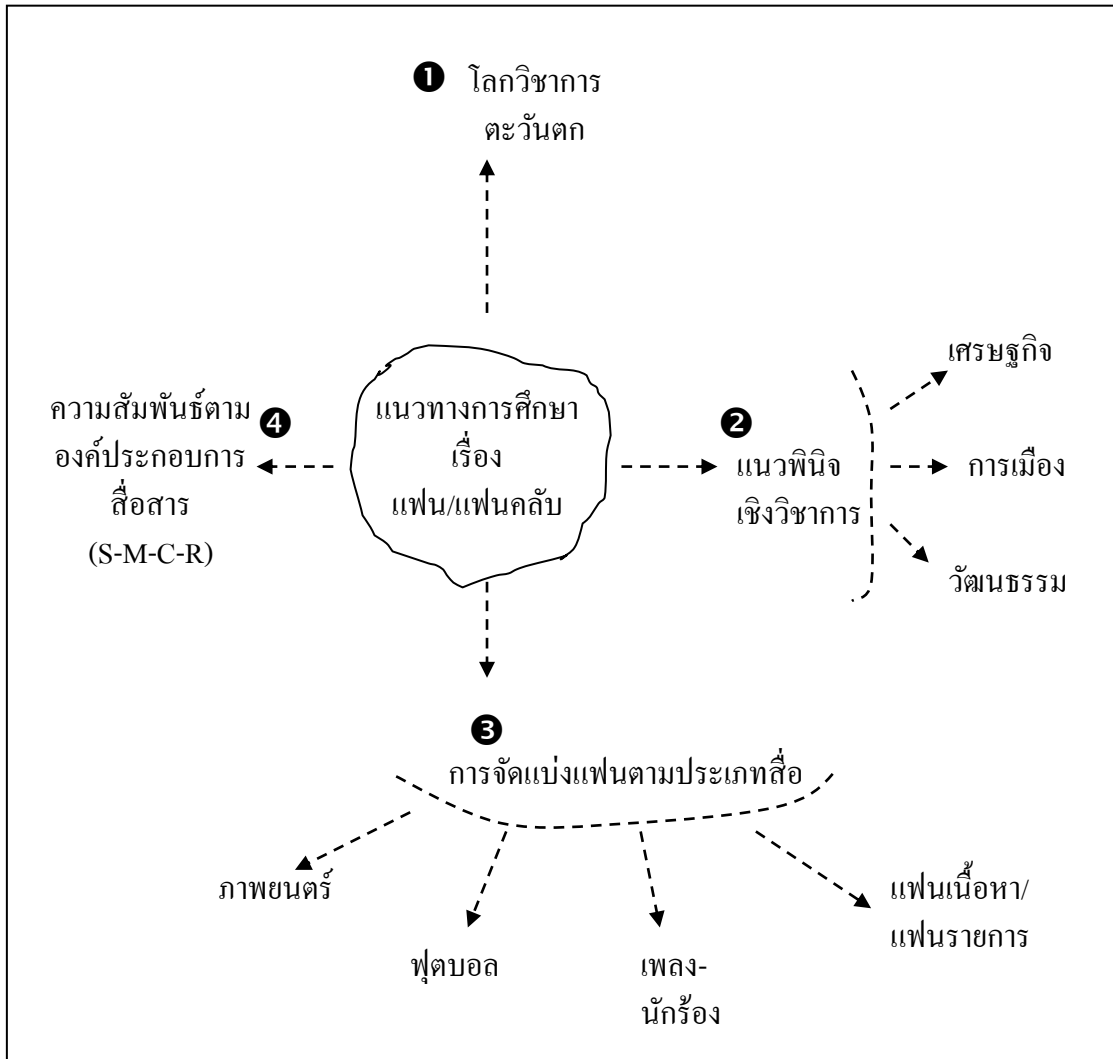 ❶ โลกวิชาการ
ตะวันตก
แนวทางการศึกษา
เรื่อง
แฟน/แฟนคลับ
❷
แนวพินิจ
เชิงวิชาการ
เศรษฐกิจ
การเมือง
วัฒนธรรม
❸
การจัดแบ่งแฟนตามประเภทสื่อ
ภาพยนตร์
ฟุตบอล
เพลง-
นักร้อง
แฟนเนื้อหา/
แฟนรายการ
❹
ความสัมพันธ์ตาม
องค์ประกอบการ
สื่อสาร
(S-M-C-R)